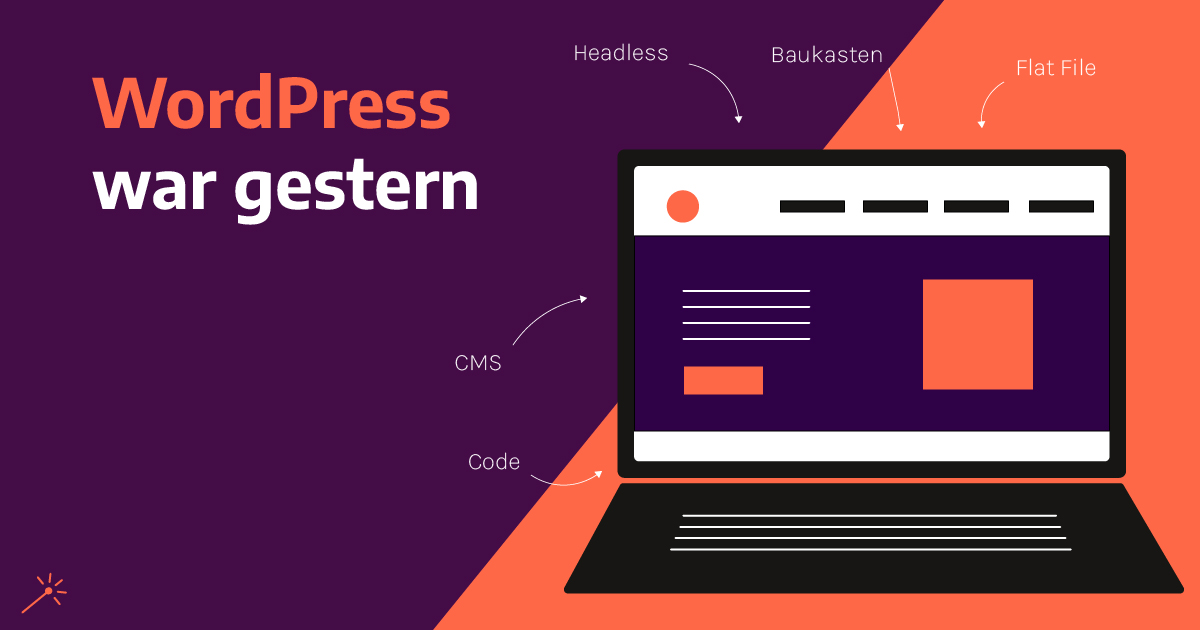 WordPress
war gestern
Headless
Baukasten
Flat File
CMS
Code